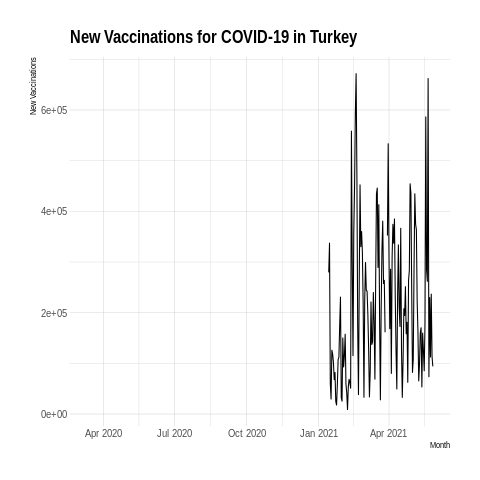 New Vaccinations for COVID-19 in Turkey
New Vaccinations
6e+05
4e+05
2e+05
0e+00
Apr 2020 Jul 2020 Oct 2020 Jan 2021 Apr 2021
Month